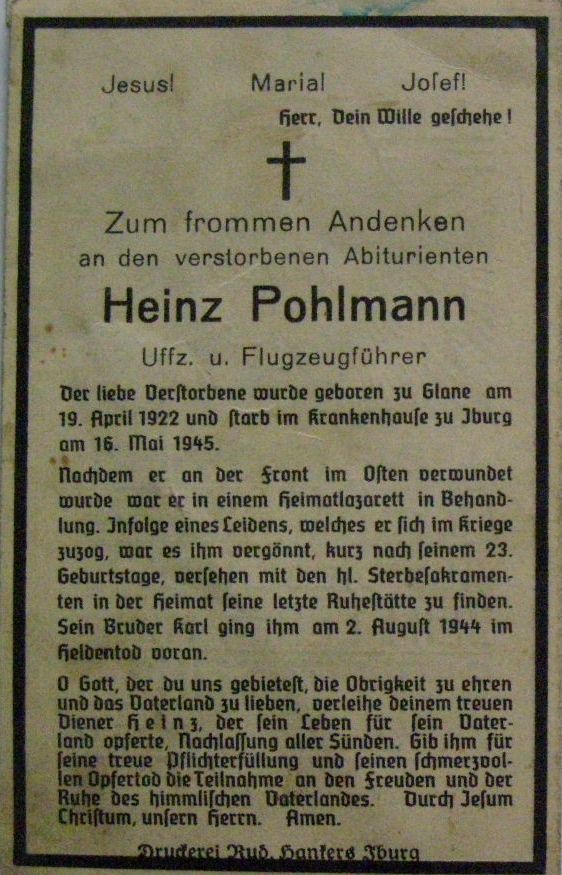 Jesus! Maria! Joſef!
Herr, Dein Wille geſchehe!
Zum frommen Andenken
an den verstorbenen Abiturienten
Heinz Pohlmann
Uffz. u. Flugzeugführer
Der liebe Verſtorbene wurde geboren zu Glane am
19. April 1922 und ſtarb im Krankenhauſe zu Iburg
am 16. Mai 1945.
Nachdem er an der Front im Oſten verwundet
wurde war er in einem Heimatlazarett in Behand-
lung. Infolge eines Leidens, welches er ſich im Kriege
zuzog, war es ihm vergönnt, kurz nach ſeinem 23.
Geburtstage, verſehen mit den hl. Sterbeſakramen-
ten in der Heimat ſeine letzte Ruheſtätte zu finden.
Sein Bruder Karl ging ihm am 2. Auguſt 1944 im
Heldentod voran.
O Gott, der du uns gebieteſt, die Obrigkeit zu ehren
und das Vaterland zu lieben, verleihe deinem treuen
Diener Heinz, der ſein Leben für ſein Vater-
land opferte, Nachlaſſung aller Sünden. Gib ihm für
ſeine treue Pflichterfüllung und ſeinen ſchmerzvol-
len Opfertod die Teilnahme an den Freuden und der
Ruhe des himmliſchen Vaterlandes. Durch Jeſum
Chriſtum, unſern Herrn. Amen.
Druckerei Rud. Hankers Iburg